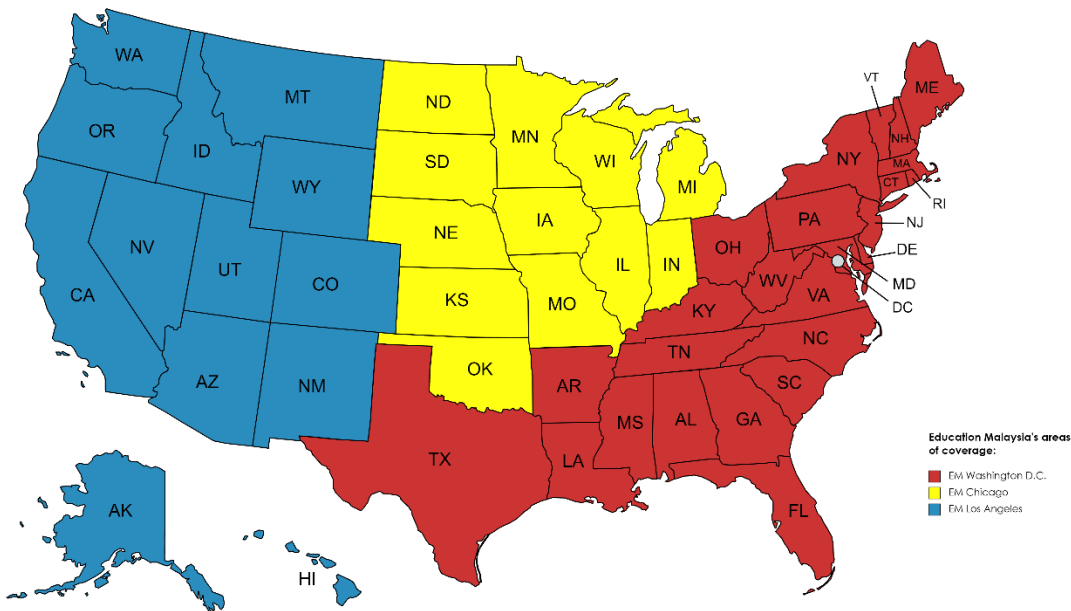 WA
MT
ND
MN
VT
ME
OR
ID
SD
WI
MI
NY
NH
MA
CT
RI
WY
IA
PA
NJ
NV
NE
OH
DE
UT
CO
IL
IN
WV
MD
CA
KS
MO
VA
DC
KY
TN
NC
AZ
NM
OK
AR
SC
MS
AL
GA
TX
LA
FL
AK
HI
Education Malaysia's areas
of coverage:
EM Washington D.C.
EM Chicago
EM Los Angeles